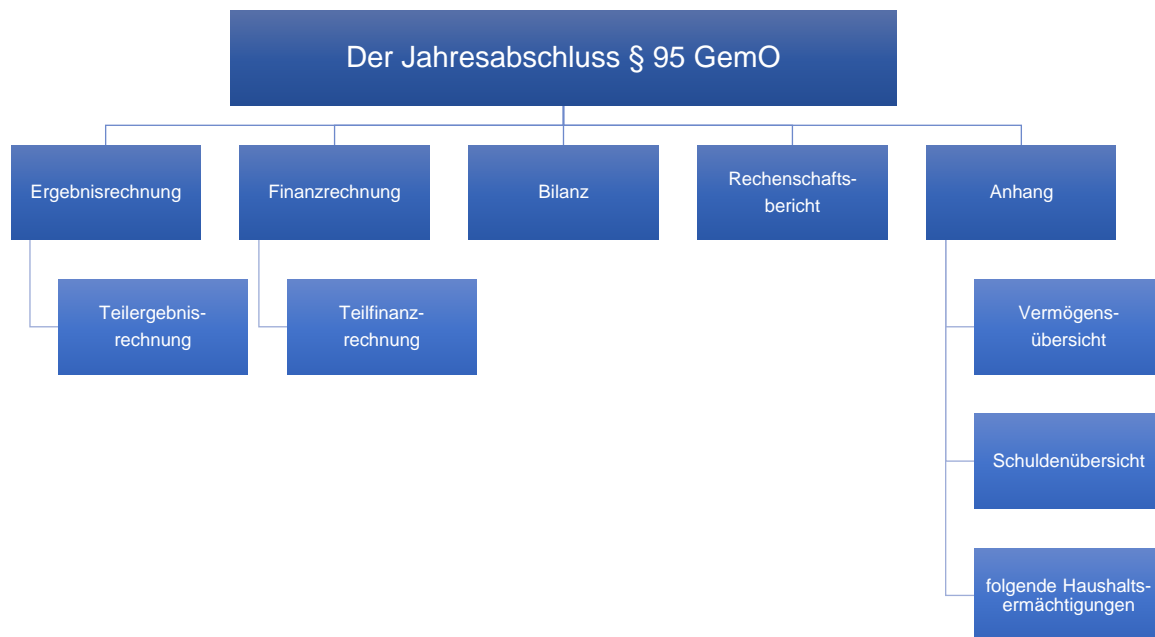 Der Jahresabschluss § 95 GemO
Ergebnisrechnung
Finanzrechnung
Bilanz
Rechenschafts-
bericht
Anhang
Teilergebnis-
rechnung
Teilfinanz-
rechnung
Vermögens-
übersicht
Schuldenübersicht
folgende Haushalts-
ermächtigungen